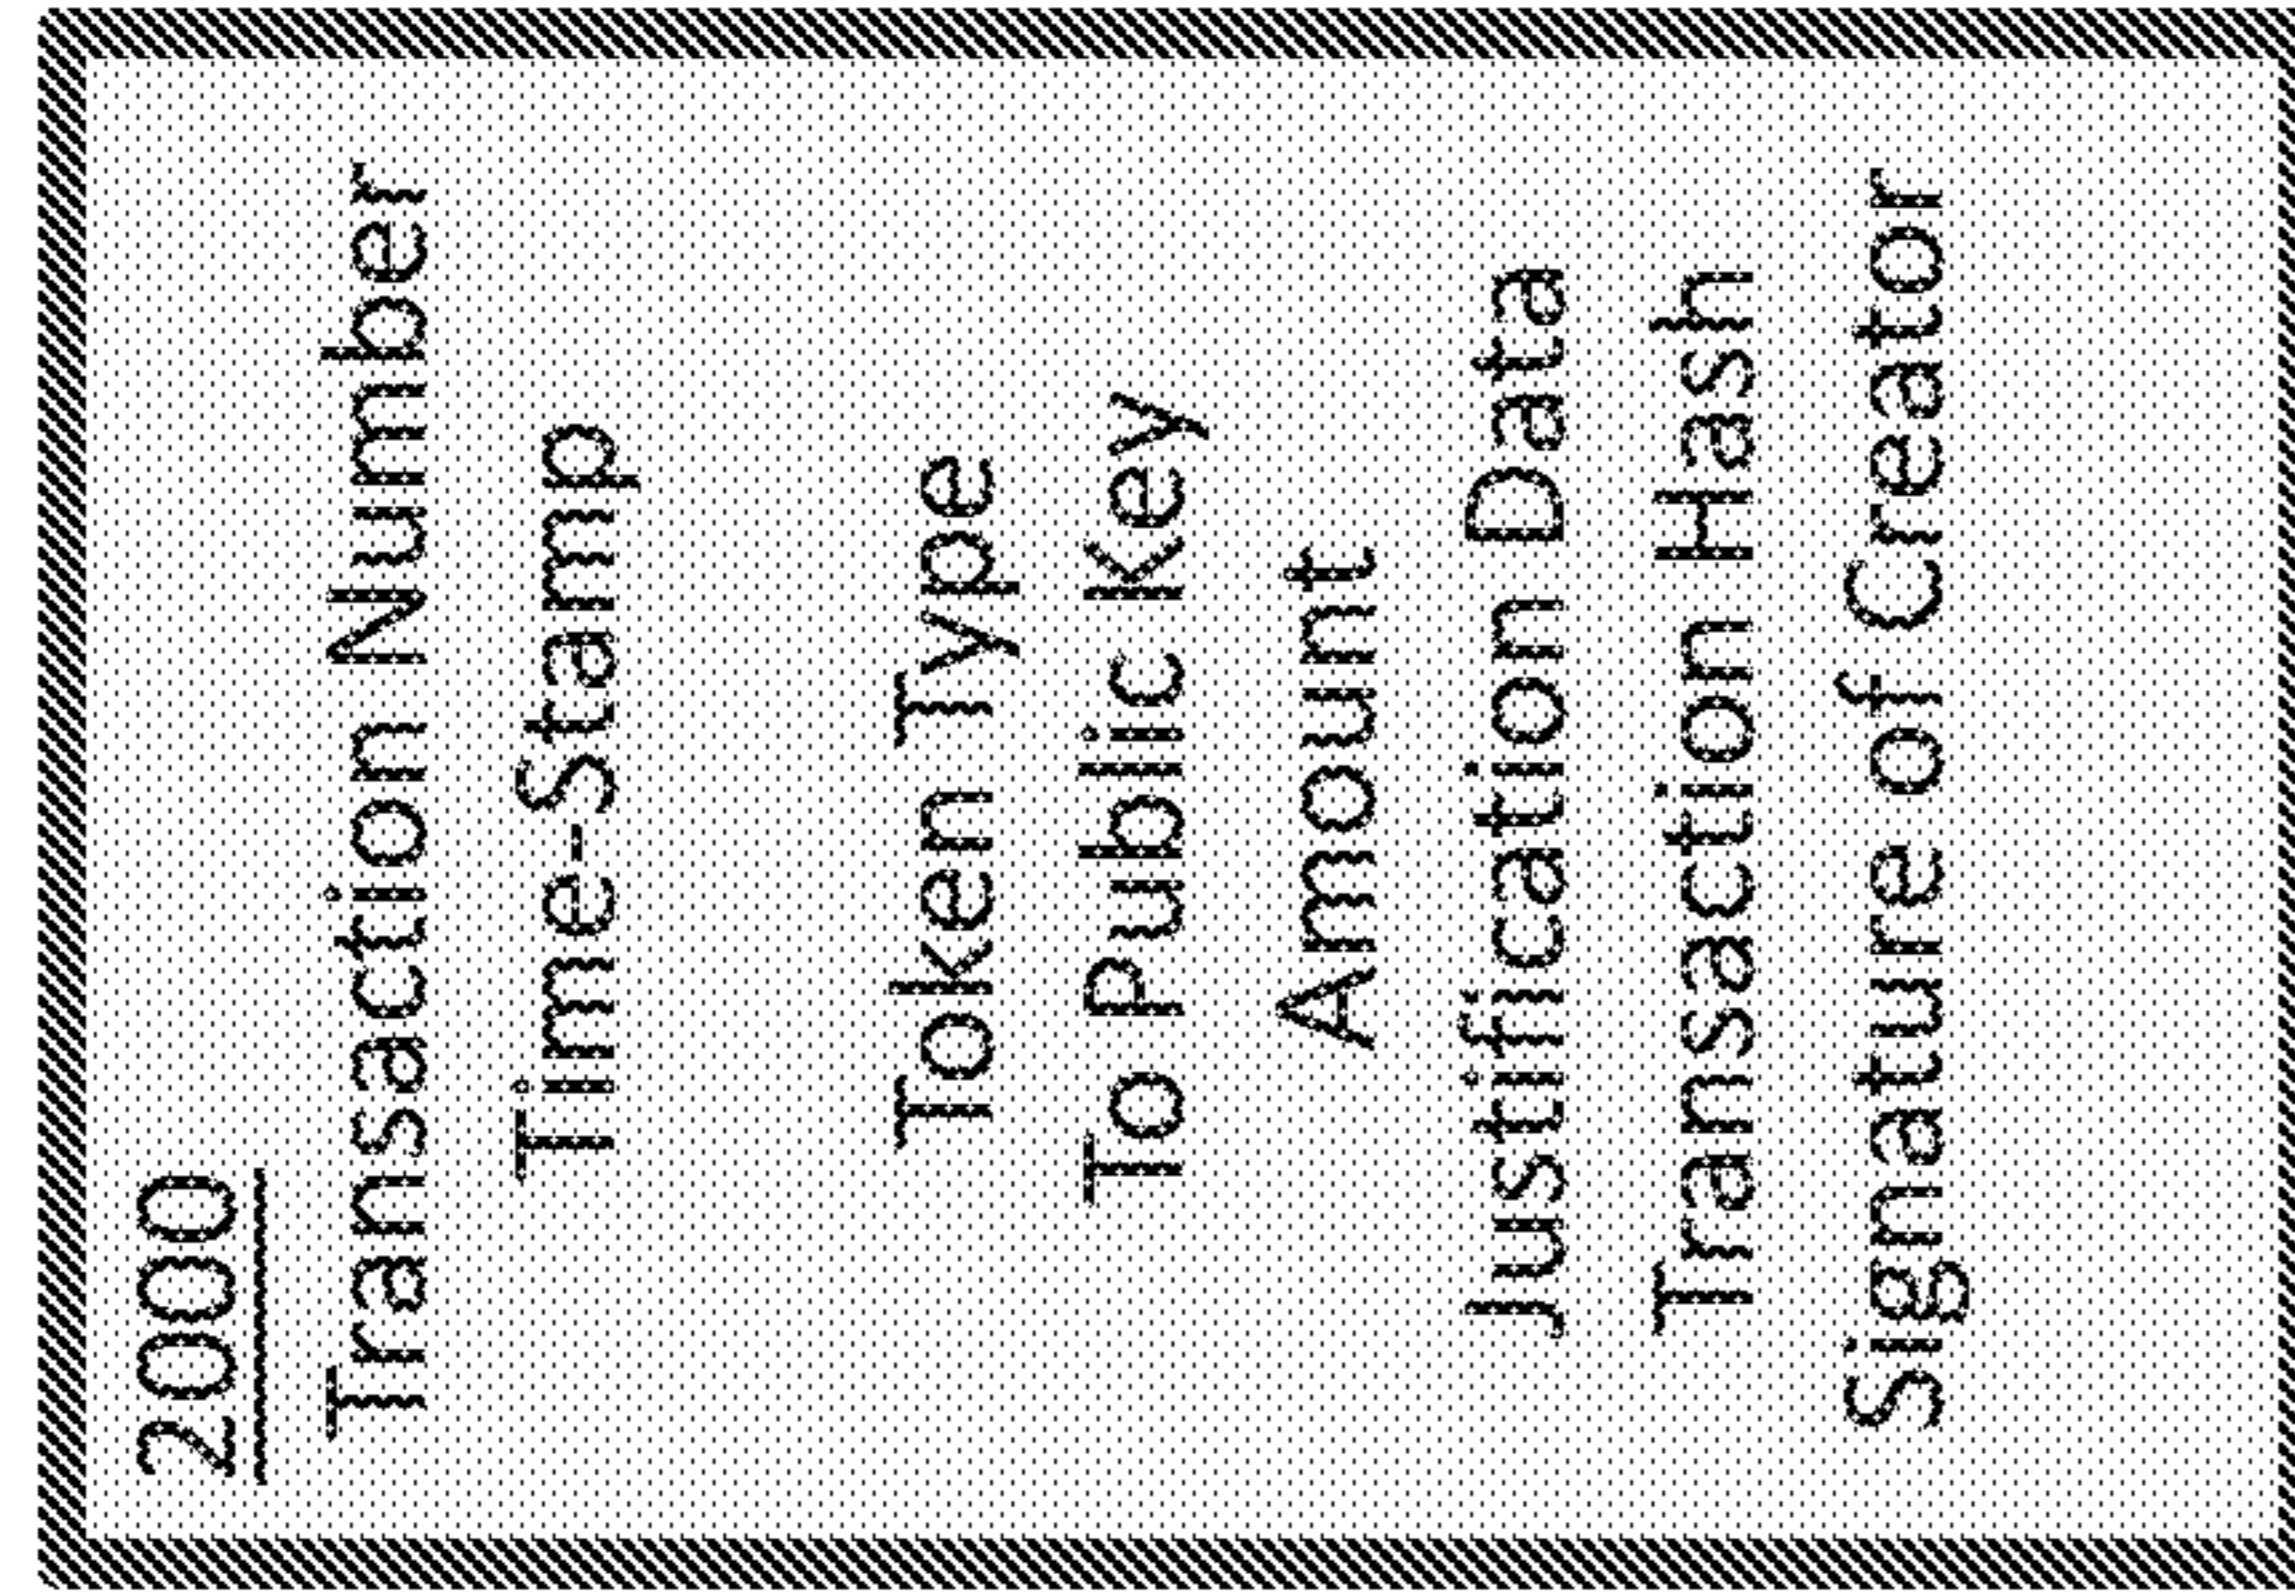 2000
Transaction Number
Time-Stamp
Token Type
To Public Key
Amount
Justification Data
Transaction Hash
Signature of Creator